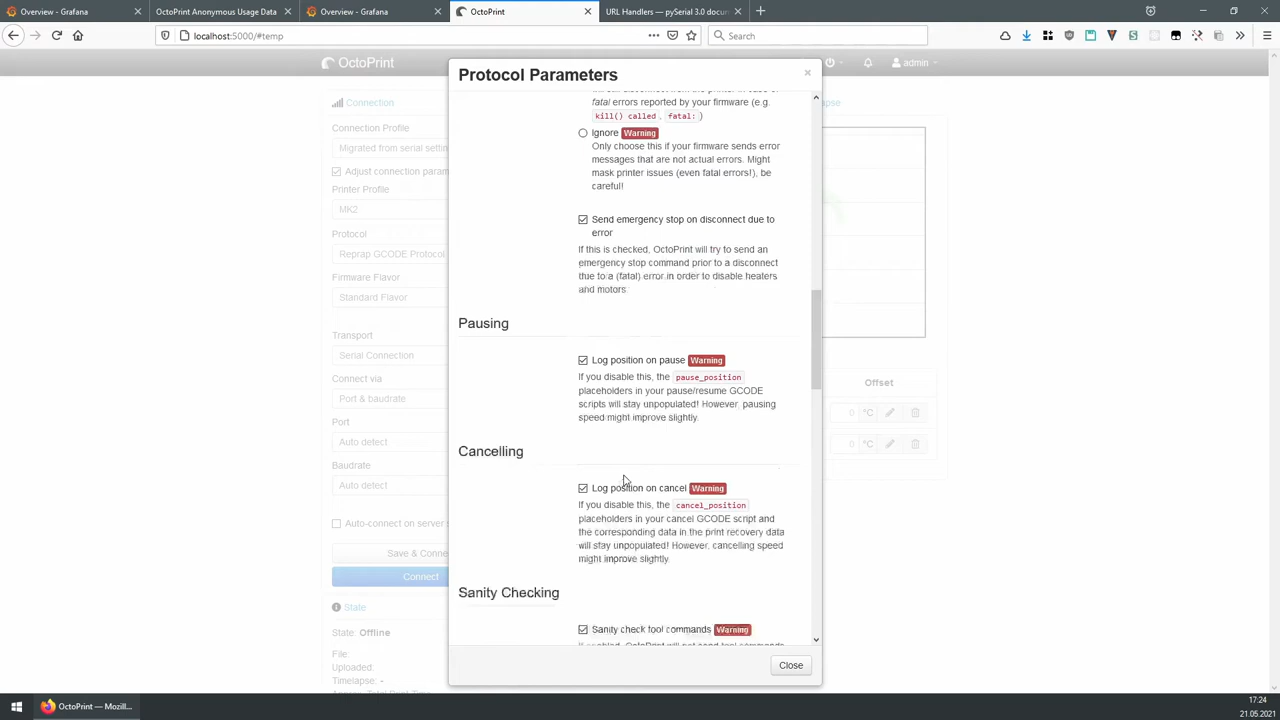 Overview - Grafana
OctoPrint Anonymous Usage Data
Overview - Grafana
OctoPrint
URL Handlers — pySerial 3.0 docu
localhost:5000/#temp
Search
OctoPrint
admin
Connection
Connection Profile
Migrated from serial settin
Adjust connection param
Printer Profile
MK2
Protocol
Reprap GCODE Protocol
Firmware Flavor
Standard Flavor
Transport
Serial Connection
Connect via
Port & baudrate
Port
Auto detect
Baudrate
Auto detect
Auto-connect on server s
Save & Conne
Connect
State
State: Offline
File:
Uploaded:
Timelapse: -
Protocol Parameters
×
fatal errors reported by your firmware (e.g.
kill() called, fatal:)
Ignore Warning
Only choose this if your firmware sends error
messages that are not actual errors. Might
mask printer issues (even fatal errors!), be
careful!
Send emergency stop on disconnect due to
error
If this is checked, OctoPrint will try to send an
emergency stop command prior to a disconnect
due to a (fatal) error in order to disable heaters
and motors.
Pausing
Log position on pause Warning
If you disable this, the pause_position
placeholders in your pause/resume GCODE
scripts will stay unpopulated! However, pausing
speed might improve slightly.
Cancelling
Log position on cancel Warning
If you disable this, the cancel_position
placeholders in your cancel GCODE script and
the corresponding data in the print recovery data
will stay unpopulated! However, cancelling speed
might improve slightly.
Sanity Checking
Sanity check tool commands Warning
Close
lapse
Offset
0 °C
0 °C
OctoPrint — Mozill...
17:24
21.05.2021